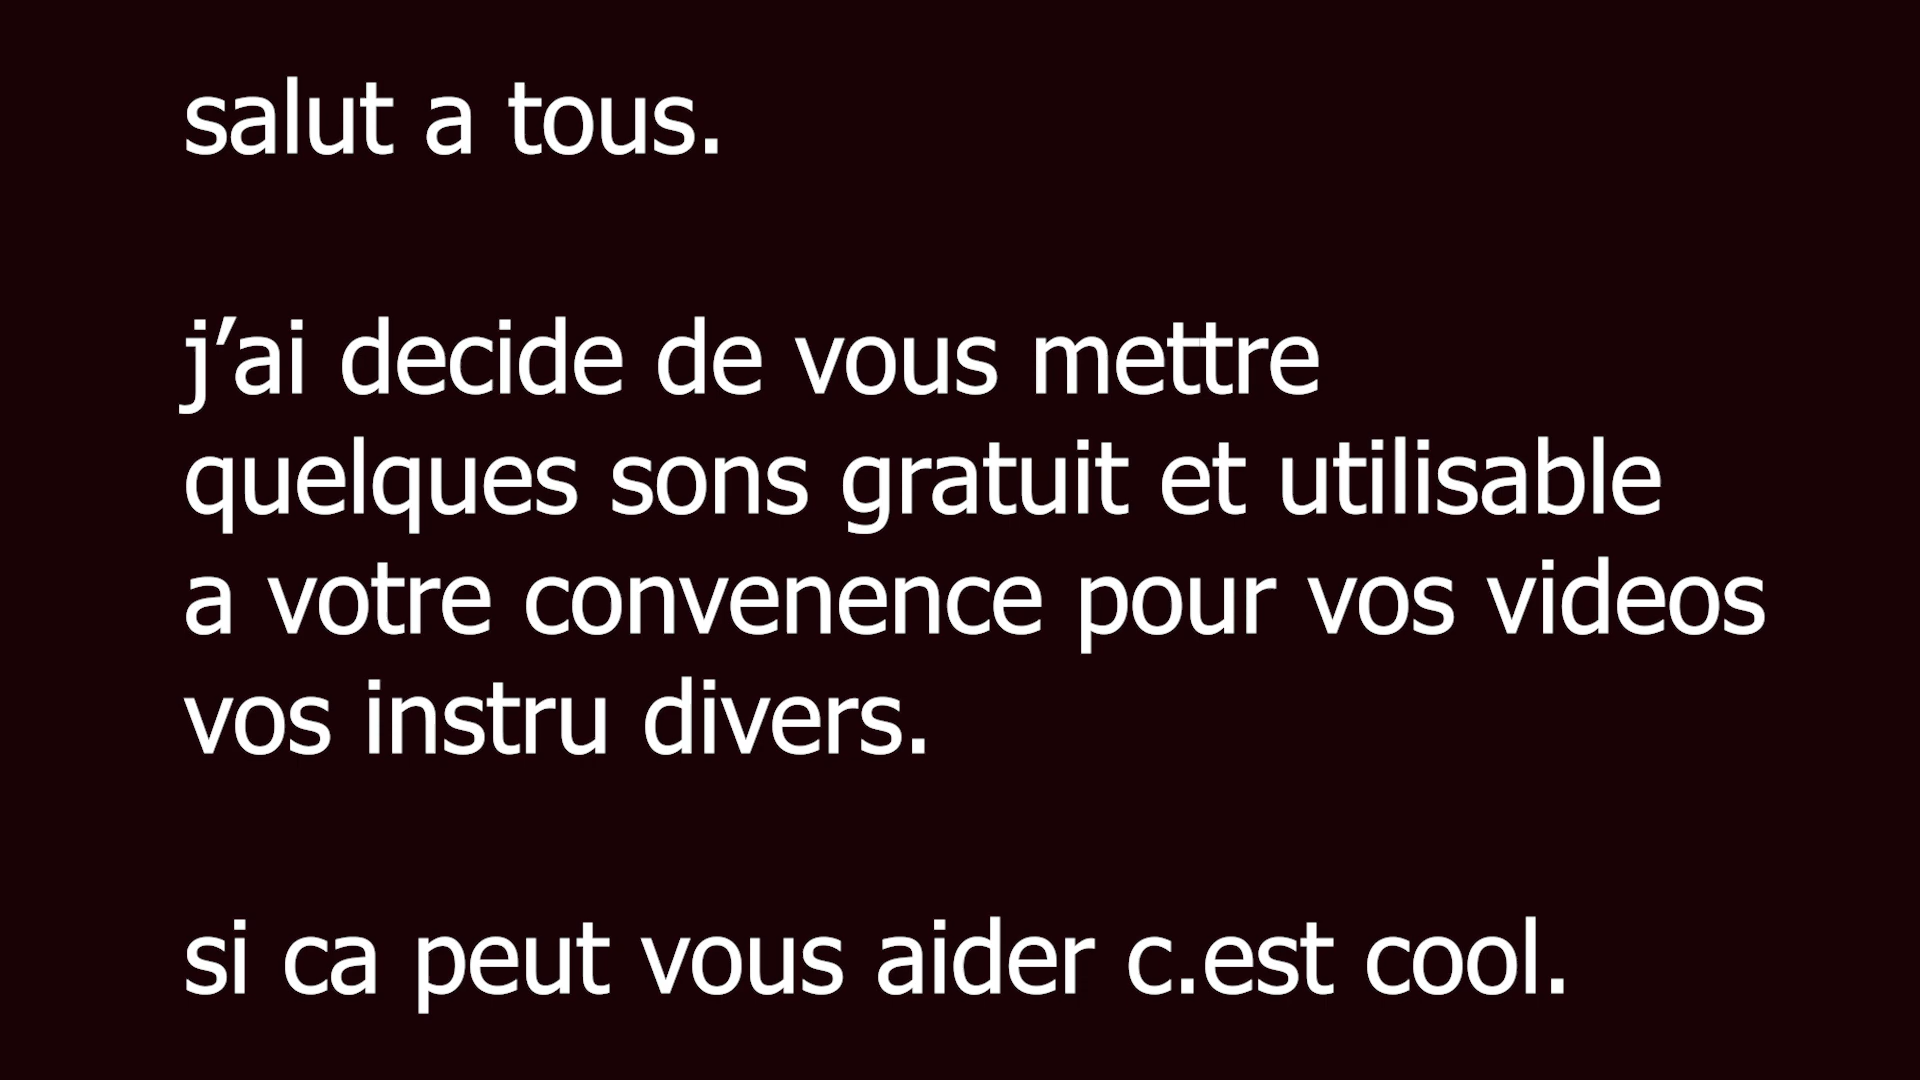 salut a tous.
j’ai decide de vous mettre
quelques sons gratuit et utilisable
a votre convenence pour vos videos
vos instru divers.
si ca peut vous aider c.est cool.